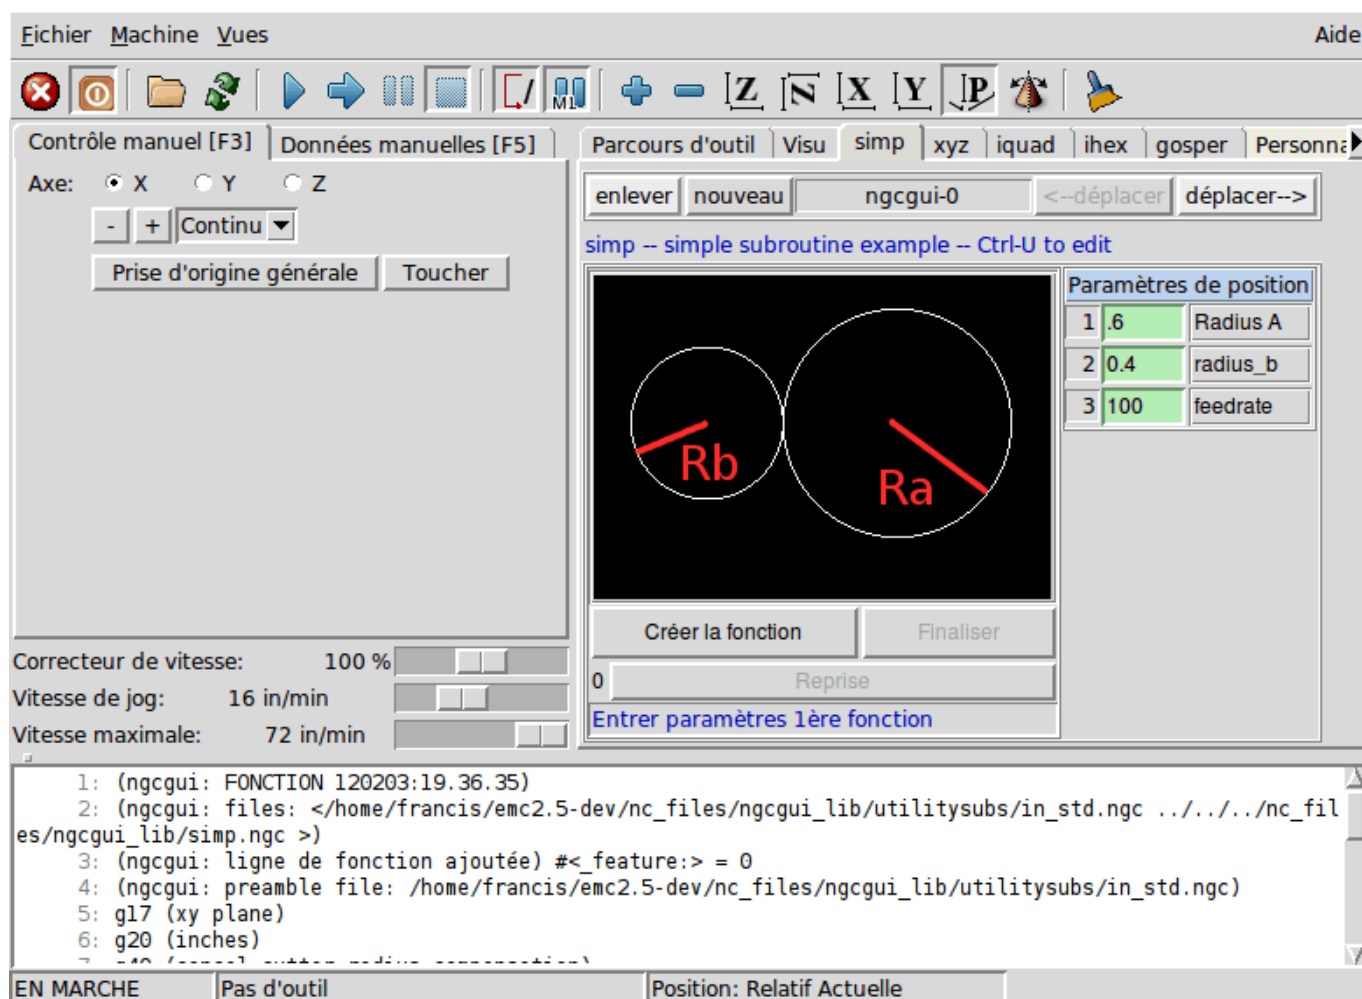 Fichier Machine Vues Aide
M1 Z N X Y P
Contrôle manuel [F3] Données manuelles [F5]
Axe: X Y Z
- + Continu
Prise d'origine générale Toucher
Parcours d'outil Visu simp xyz iquad ihex gosper Personna
enlever nouveau ngcgui-0 <--déplacer déplacer-->
simp -- simple subroutine example -- Ctrl-U to edit
Rb Ra
Paramètres de position
1 .6 Radius A
2 0.4 radius_b
3 100 feedrate
Créer la fonction Finaliser
0 Reprise
Entrer paramètres 1ère fonction
Correcteur de vitesse: 100 %
Vitesse de jog: 16 in/min
Vitesse maximale: 72 in/min
1: (ngcgui: FONCTION 120203:19.36.35)
2: (ngcgui: files: </home/francis/emc2.5-dev/nc_files/ngcgui_lib/utilitysubs/in_std.ngc ../../../nc_fil
es/ngcgui_lib/simp.ngc >)
3: (ngcgui: ligne de fonction ajoutée) #<_feature:> = 0
4: (ngcgui: preamble file: /home/francis/emc2.5-dev/nc_files/ngcgui_lib/utilitysubs/in_std.ngc)
5: g17 (xy plane)
6: g20 (inches)
EN MARCHE Pas d'outil Position: Relatif Actuelle